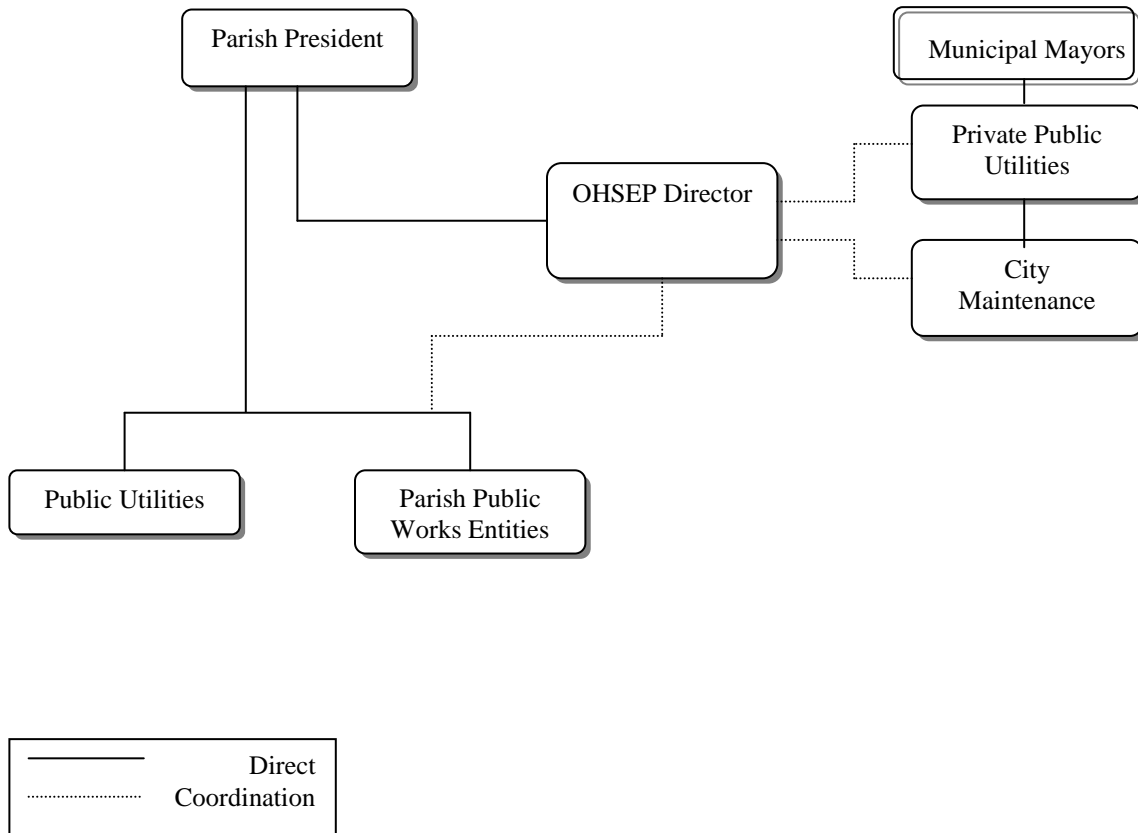 Parish President
Municipal Mayors
Private Public
Utilities
OHSEP Director
City
Maintenance
Public Utilities
Parish Public
Works Entities
Direct
Coordination